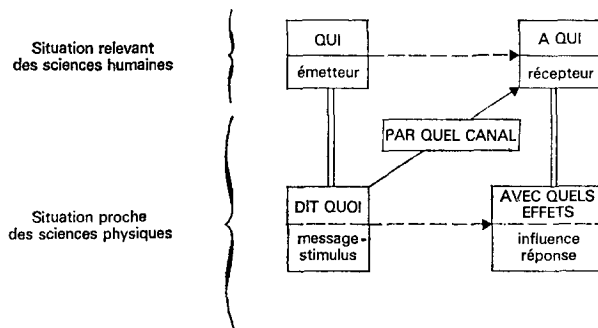 Situation relevant
des sciences humaines
QUI
émetteur
A QUI
récepteur
PAR QUEL CANAL
Situation proche
des sciences physiques
DIT QUOI
message-
stimulus
AVEC QUELS
EFFETS
influence
réponse